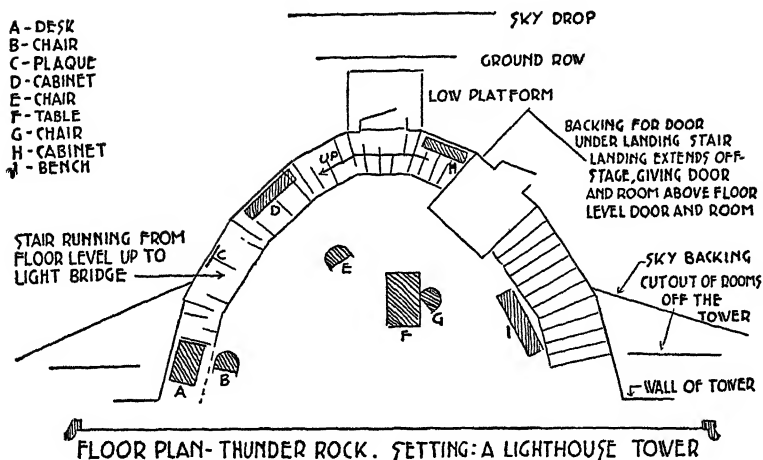 A-DESK
B-CHAIR
C-PLAQUE
D-CABINET
E-CHAIR
F-TABLE
G-CHAIR
H-CABINET
I-BENCH
SKY DROP
GROUND ROW
LOW PLATFORM
BACKING FOR DOOR
UNDER LANDING STAIR
LANDING EXTENDS OFF-
STAGE, GIVING DOOR
AND ROOM ABOVE FLOOR
LEVEL DOOR AND ROOM
UP
H
D
STAIR RUNNING FROM
FLOOR LEVEL UP TO
LIGHT BRIDGE
C
E
SKY BACKING
CUTOUT OF ROOMS
OFF THE
TOWER
F
G
I
A
B
WALL OF TOWER
FLOOR PLAN-THUNDER ROCK. SETTING: A LIGHTHOUSE TOWER